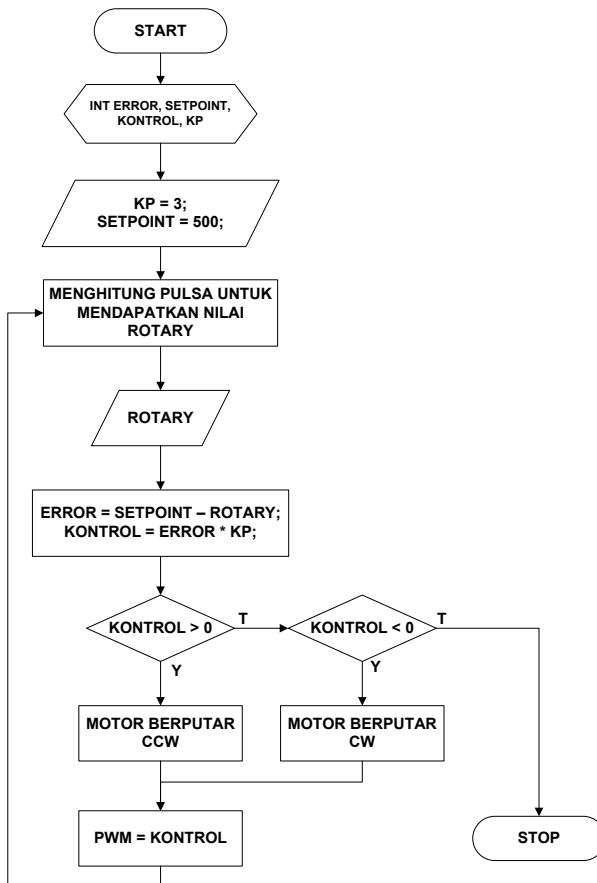 START
INT ERROR, SETPOINT,
KONTROL, KP
KP = 3;
SETPOINT = 500;
MENGHITUNG PULSA UNTUK
MENDAPATKAN NILAI
ROTARY
ROTARY
ERROR = SETPOINT – ROTARY;
KONTROL = ERROR * KP;
KONTROL > 0
T
KONTROL < 0
T
Y
Y
MOTOR BERPUTAR
CCW
MOTOR BERPUTAR
CW
PWM = KONTROL
STOP